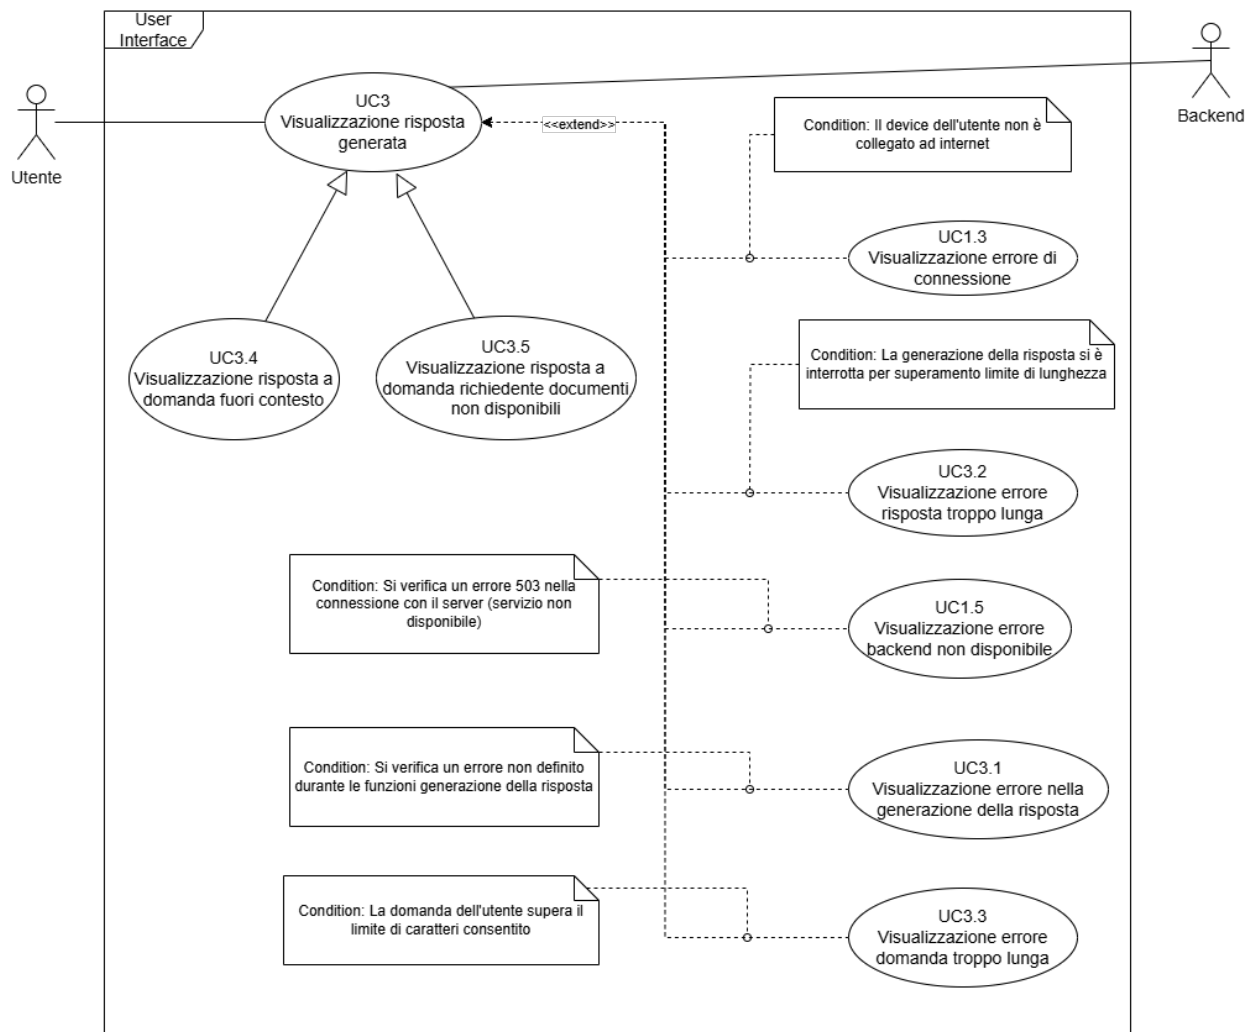 User
Interface
Utente
Backend
UC3
Visualizzazione risposta
generata
<<extend>>
Condition: Il device dell'utente non è
collegato ad internet
UC1.3
Visualizzazione errore di
connessione
UC3.4
Visualizzazione risposta a
domanda fuori contesto
UC3.5
Visualizzazione risposta a
domanda richiedente documenti
non disponibili
Condition: La generazione della risposta si è
interrotta per superamento limite di lunghezza
UC3.2
Visualizzazione errore
risposta troppo lunga
Condition: Si verifica un errore 503 nella
connessione con il server (servizio non
disponibile)
UC1.5
Visualizzazione errore
backend non disponibile
Condition: Si verifica un errore non definito
durante le funzioni generazione della risposta
UC3.1
Visualizzazione errore nella
generazione della risposta
Condition: La domanda dell'utente supera il
limite di caratteri consentito
UC3.3
Visualizzazione errore
domanda troppo lunga